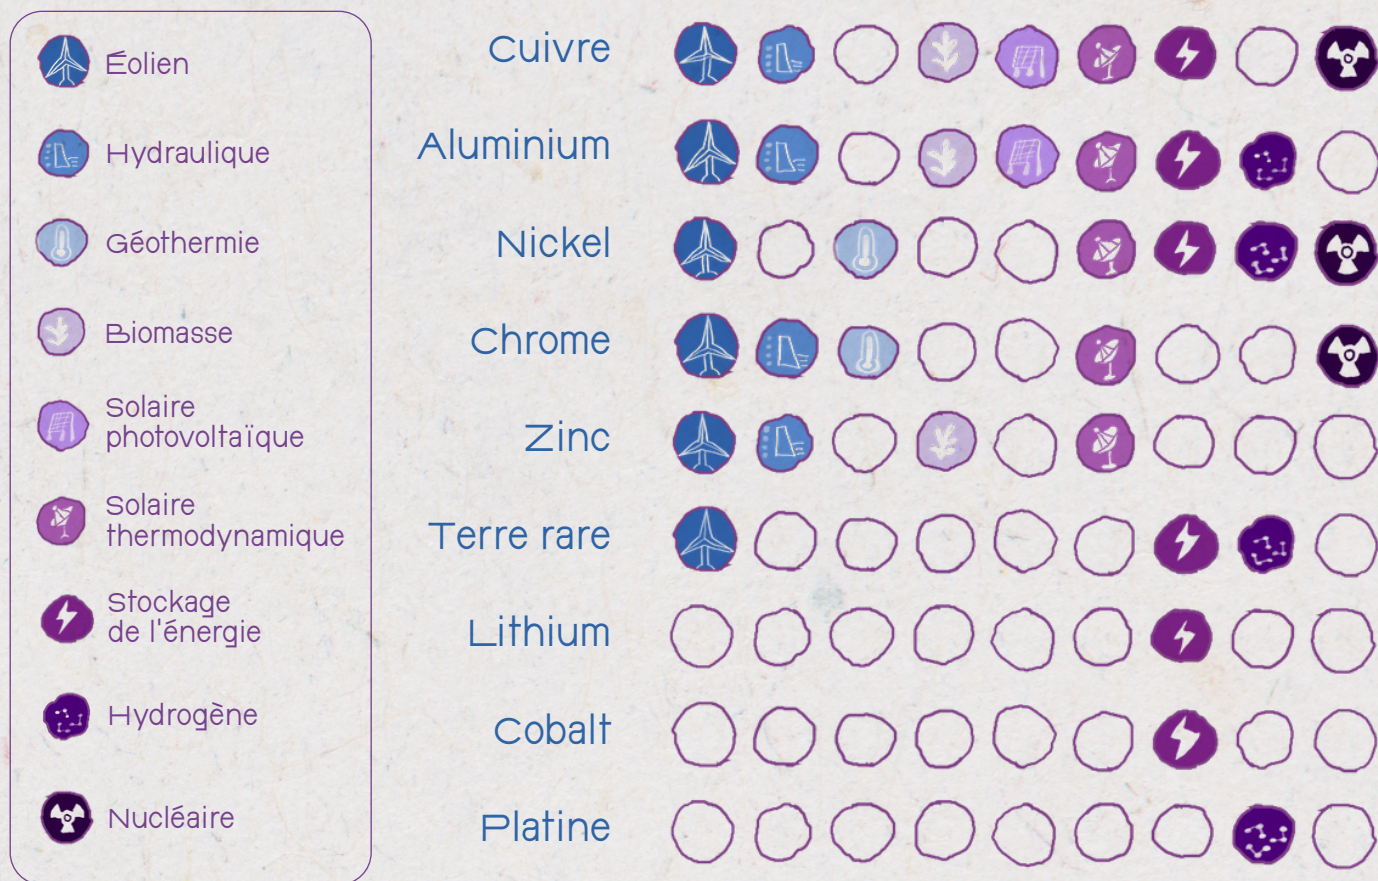 Éolien
Hydraulique
Géothermie
Biomasse
Solaire
photovoltaïque
Solaire
thermodynamique
Stockage
de l'énergie
Hydrogène
Nucléaire
Cuivre
Aluminium
Nickel
Chrome
Zinc
Terre rare
Lithium
Cobalt
Platine